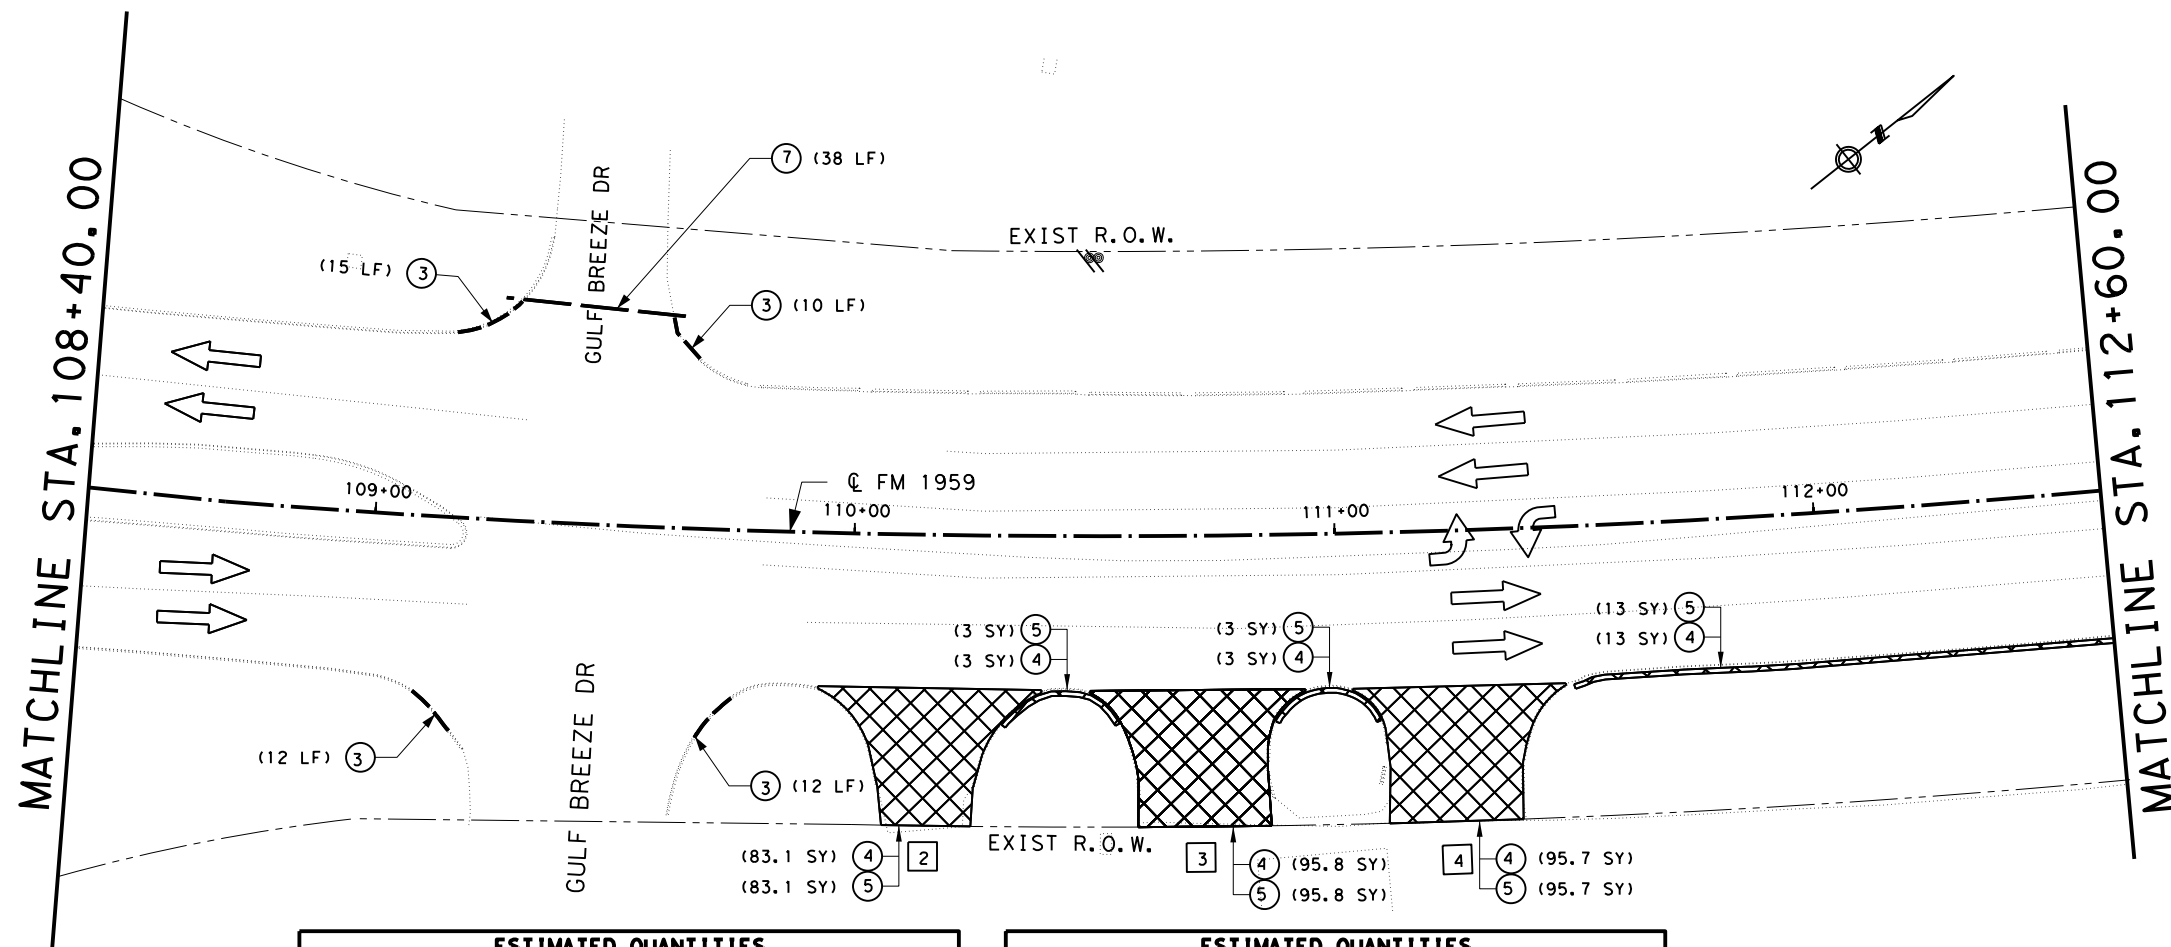 MATCHLINE STA. 108+40.00
MATCHLINE STA. 112+60.00
7 (38 LF)
GULF BREEZE DR
EXIST R.O.W.
N
(15 LF) 3
3 (10 LF)
℄ FM 1959
109+00
110+00
111+00
112+00
(3 SY) 5
(3 SY) 4
(3 SY) 5
(3 SY) 4
(13 SY) 5
(13 SY) 4
GULF BREEZE DR
(12 LF) 3
3 (12 LF)
EXIST R.O.W.
(83.1 SY) 4
(83.1 SY) 5
2
3
4 (95.8 SY)
5 (95.8 SY)
4
4 (95.7 SY)
5 (95.7 SY)
ESTIMATED QUANTITIES
ESTIMATED QUANTITIES